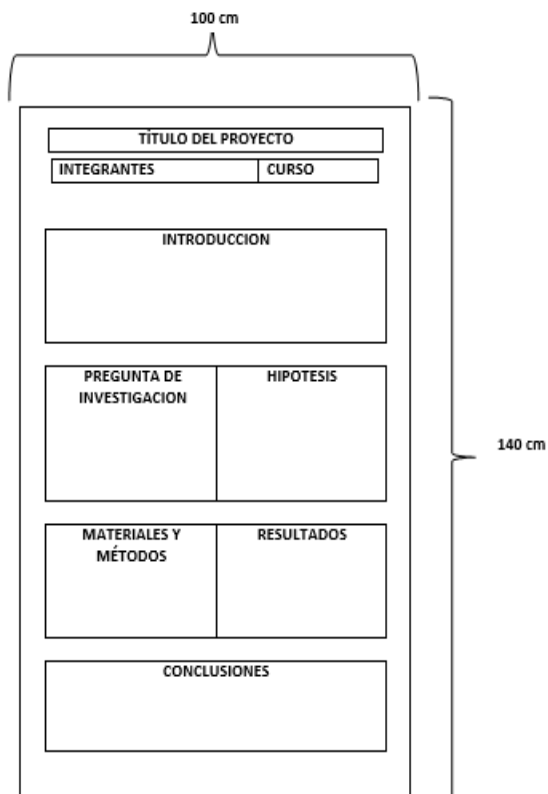 100 cm
TÍTULO DEL PROYECTO
INTEGRANTES
CURSO
INTRODUCCION
PREGUNTA DE
INVESTIGACION
HIPOTESIS
140 cm
MATERIALES Y
MÉTODOS
RESULTADOS
CONCLUSIONES